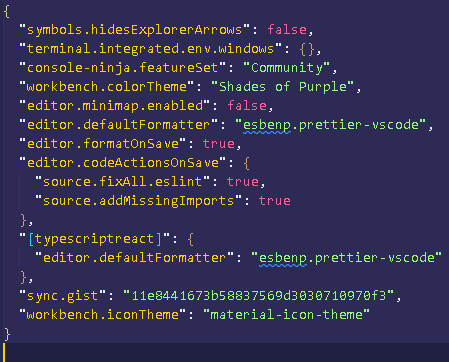 {
"symbols.hidesExplorerArrows": false,
"terminal.integrated.env.windows": {},
"console-ninja.featureSet": "Community",
"workbench.colorTheme": "Shades of Purple",
"editor.minimap.enabled": false,
"editor.defaultFormatter": "esbenp.prettier-vscode",
"editor.formatOnSave": true,
"editor.codeActionsOnSave": {
"source.fixAll.eslint": true,
"source.addMissingImports": true
},
"[typescriptreact]": {
"editor.defaultFormatter": "esbenp.prettier-vscode"
},
"sync.gist": "11e8441673b58837569d3030710970f3",
"workbench.iconTheme": "material-icon-theme"
}